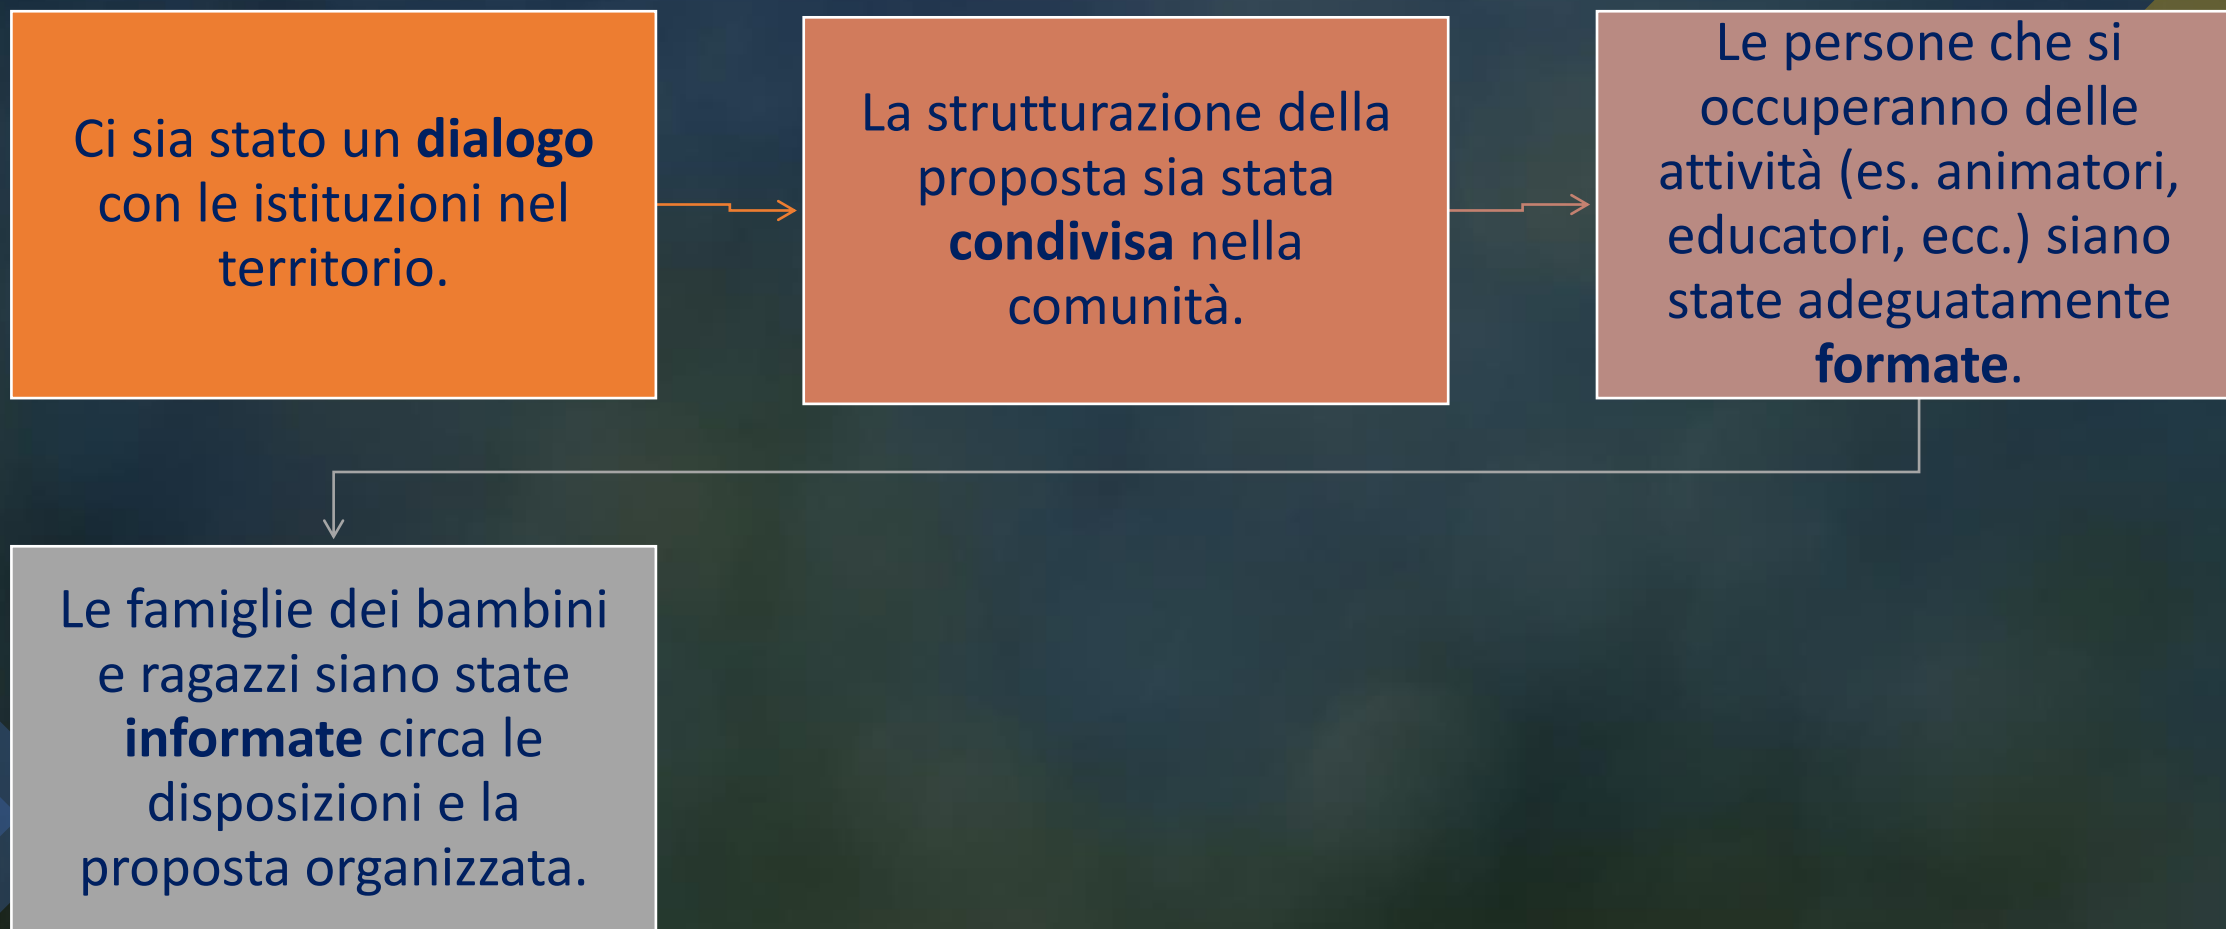 Ci sia stato un dialogo
con le istituzioni nel
territorio.
La strutturazione della
proposta sia stata
condivisa nella
comunità.
Le persone che si
occuperanno delle
attività (es. animatori,
educatori, ecc.) siano
state adeguatamente
formate.
Le famiglie dei bambini
e ragazzi siano state
informate circa le
disposizioni e la
proposta organizzata.